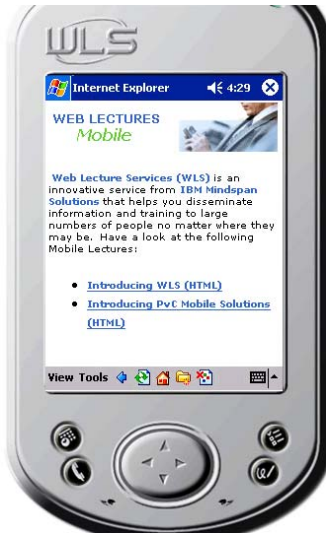 WLS
Internet Explorer 4:29
WEB LECTURES
Mobile
Web Lecture Services (WLS) is an
innovative service from IBM Mindspan
Solutions that helps you disseminate
information and training to large
numbers of people no matter where they
may be. Have a look at the following
Mobile Lectures:
Introducing WLS (HTML)
Introducing PvC Mobile Solutions
(HTML)
View Tools